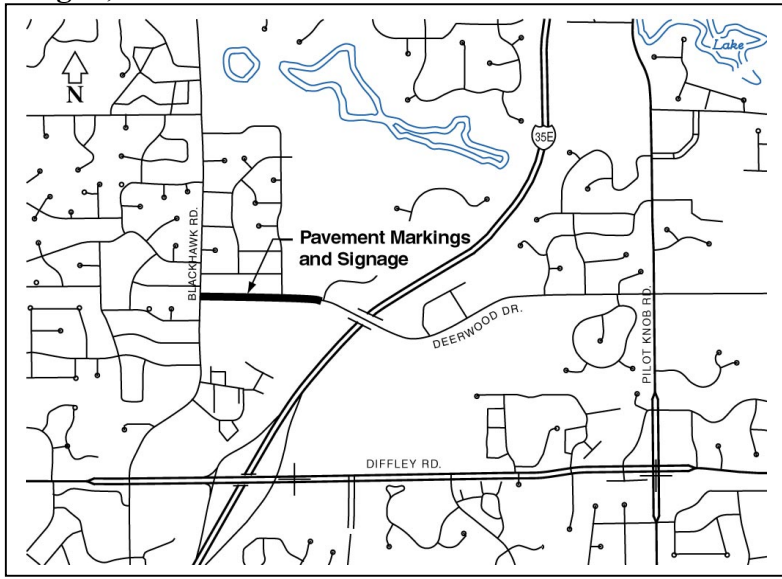 Lake
N
35E
BLACKHAWK RD.
Pavement Markings
and Signage
DEERWOOD DR.
PILOT KNOB RD.
DIFFLEY RD.